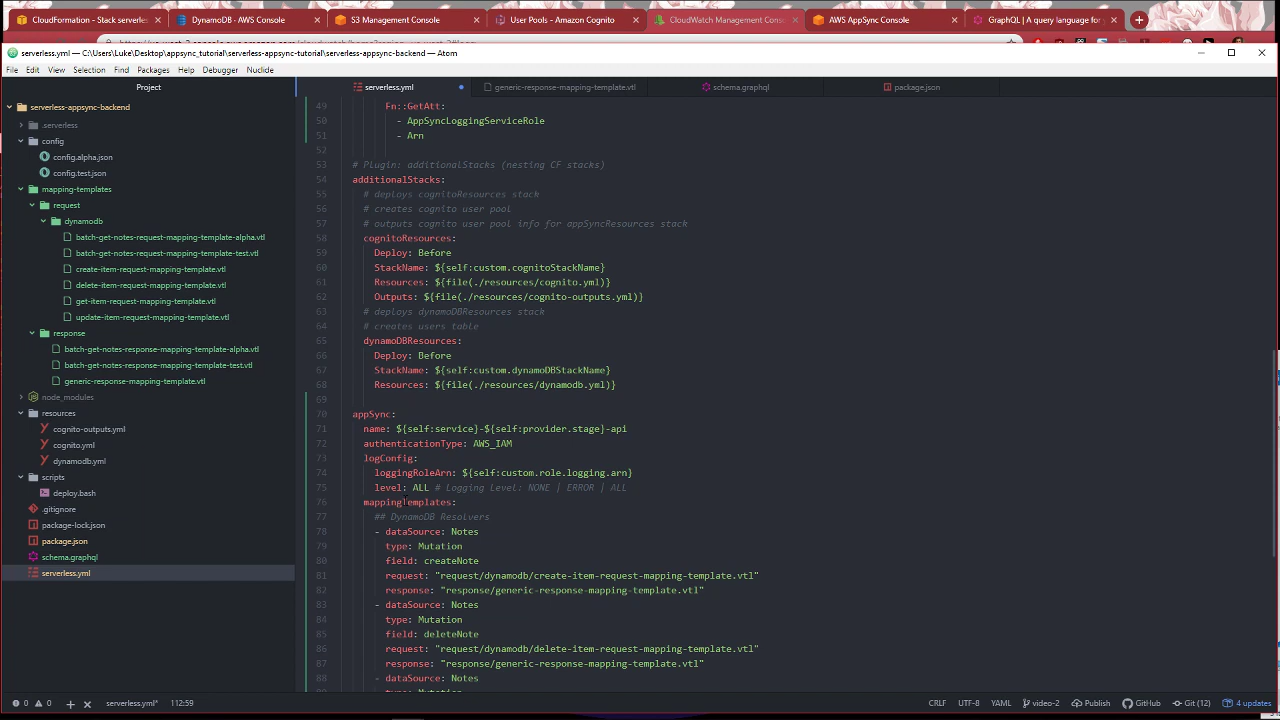 CloudFormation - Stack serverles
DynamoDB - AWS Console
S3 Management Console
User Pools - Amazon Cognito
CloudWatch Management Cons
AWS AppSync Console
GraphQL | A query language for
serverless.yml — C:\Users\Luke\Desktop\appsync_tutorial\serverless-appsync-backend — Atom
File Edit View Selection Find Packages Help Debugger Nuclide
Project
serverless.yml
generic-response-mapping-template.vtl
schema.graphql
package.json
serverless-appsync-backend
.serverless
config
config.alpha.json
config.test.json
mapping-templates
request
dynamodb
batch-get-notes-request-mapping-template-alpha.vtl
batch-get-notes-request-mapping-template-test.vtl
create-item-request-mapping-template.vtl
delete-item-request-mapping-template.vtl
get-item-request-mapping-template.vtl
update-item-request-mapping-template.vtl
response
batch-get-notes-response-mapping-template-alpha.vtl
batch-get-notes-response-mapping-template-test.vtl
generic-response-mapping-template.vtl
node_modules
resources
cognito-outputs.yml
cognito.yml
dynamodb.yml
scripts
deploy.bash
.gitignore
package-lock.json
package.json
schema.graphql
serverless.yml
49 Fn::GetAtt:
50 - AppSyncLoggingServiceRole
51 - Arn
52
53 # Plugin: additionalStacks (nesting CF stacks)
54 additionalStacks:
55 # deploys cognitoResources stack
56 # creates cognito user pool
57 # outputs cognito user pool info for appSyncResources stack
58 cognitoResources:
59 Deploy: Before
60 StackName: ${self:custom.cognitoStackName}
61 Resources: ${file(./resources/cognito.yml)}
62 Outputs: ${file(./resources/cognito-outputs.yml)}
63 # deploys dynamoDBResources stack
64 # creates users table
65 dynamoDBResources:
66 Deploy: Before
67 StackName: ${self:custom.dynamoDBStackName}
68 Resources: ${file(./resources/dynamodb.yml)}
69
70 appSync:
71 name: ${self:service}-${self:provider.stage}-api
72 authenticationType: AWS_IAM
73 logConfig:
74 loggingRoleArn: ${self:custom.role.logging.arn}
75 level: ALL # Logging Level: NONE | ERROR | ALL
76 mappingTemplates:
77 ## DynamoDB Resolvers
78 - dataSource: Notes
79 type: Mutation
80 field: createNote
81 request: "request/dynamodb/create-item-request-mapping-template.vtl"
82 response: "response/generic-response-mapping-template.vtl"
83 - dataSource: Notes
84 type: Mutation
85 field: deleteNote
86 request: "request/dynamodb/delete-item-request-mapping-template.vtl"
87 response: "response/generic-response-mapping-template.vtl"
88 - dataSource: Notes
0 0 serverless.yml* 112:59
CRLF UTF-8 YAML video-2 Publish GitHub Git (12) 4 updates